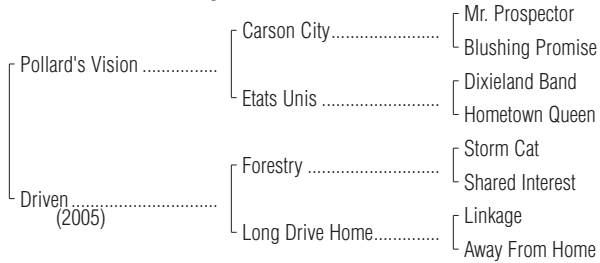 Mr. Prospector
Carson City
Blushing Promise
Pollard's Vision
Dixieland Band
Etats Unis
Hometown Queen
Storm Cat
Forestry
Shared Interest
Driven
(2005)
Linkage
Long Drive Home
Away From Home